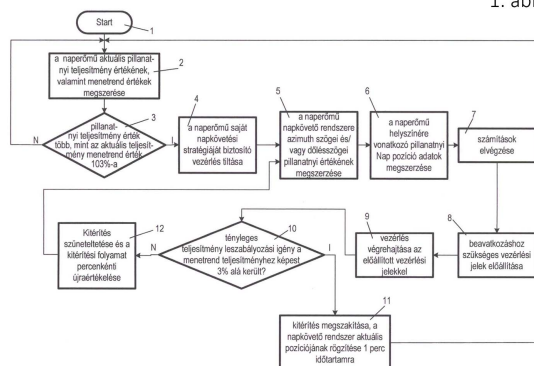 1. ábr
Start
1
a naperőmű aktuális pillanat-
nyi teljesítmény értékének,
valamint menetrend értékek
megszerése
2
pillanat-
nyi teljesítmény érték
több, mint az aktuális teljesít-
mény menetrend érték
103%-a
3
N
I
a naperőmű saját
napkövetési
stratégiáját biztosító
vezérlés tiltása
4
a naperőmű
napkövető rendszere
azimuth szögei és/
vagy dőlésszögei
pillanatnyi értékének
megszerzése
5
a naperőmű
helyszínére
vonatkozó pillanatnyi
Nap pozíció adatok
megszerzése
6
számítások
elvégzése
7
beavatkozáshoz
szükséges vezérlési
jelek előállítása
8
vezérlés
végrehajtása az
előállított vezérlési
jelekkel
9
tényleges
teljesítmény leszabályozási igény a
menetrend teljesítményhez képest
3% alá került?
10
N
I
Kitérítés
szüneteltetése és a
kitérítési folyamat
percenkénti
újraértékelése
12
kitérítés megszakítása, a
napkövető rendszer aktuális
pozíciójának rögzítése 1 perc
időtartamra
11